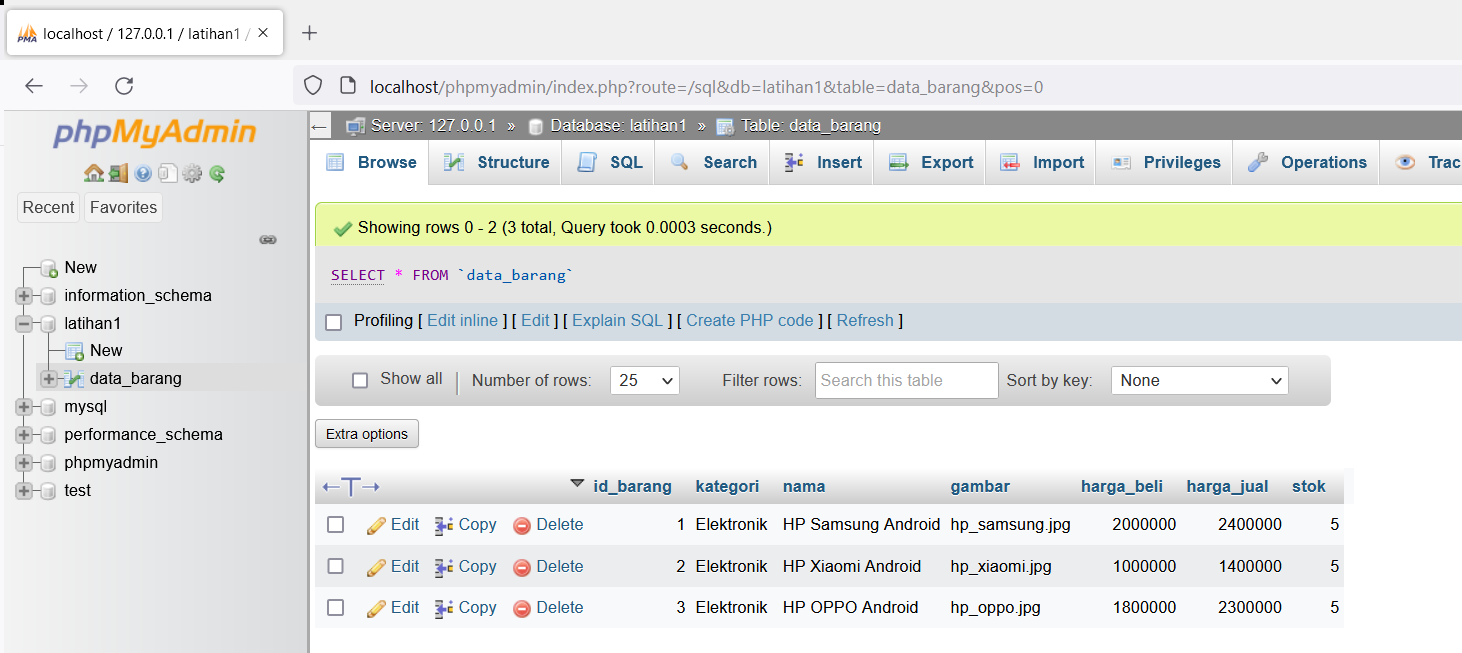 localhost / 127.0.0.1 / latihan1 /
localhost/phpmyadmin/index.php?route=/sql&db=latihan1&table=data_barang&pos=0
phpMyAdmin
Recent Favorites
New
information_schema
latihan1
New
data_barang
mysql
performance_schema
phpmyadmin
test
Server: 127.0.0.1 » Database: latihan1 » Table: data_barang
Browse Structure SQL Search Insert Export Import Privileges Operations Trac
Showing rows 0 - 2 (3 total, Query took 0.0003 seconds.)
SELECT * FROM `data_barang`
Profiling [ Edit inline ] [ Edit ] [ Explain SQL ] [ Create PHP code ] [ Refresh ]
Show all Number of rows: 25 Filter rows: Search this table Sort by key: None
Extra options
id_barang kategori nama gambar harga_beli harga_jual stok
Edit Copy Delete 1 Elektronik HP Samsung Android hp_samsung.jpg 2000000 2400000 5
Edit Copy Delete 2 Elektronik HP Xiaomi Android hp_xiaomi.jpg 1000000 1400000 5
Edit Copy Delete 3 Elektronik HP OPPO Android hp_oppo.jpg 1800000 2300000 5